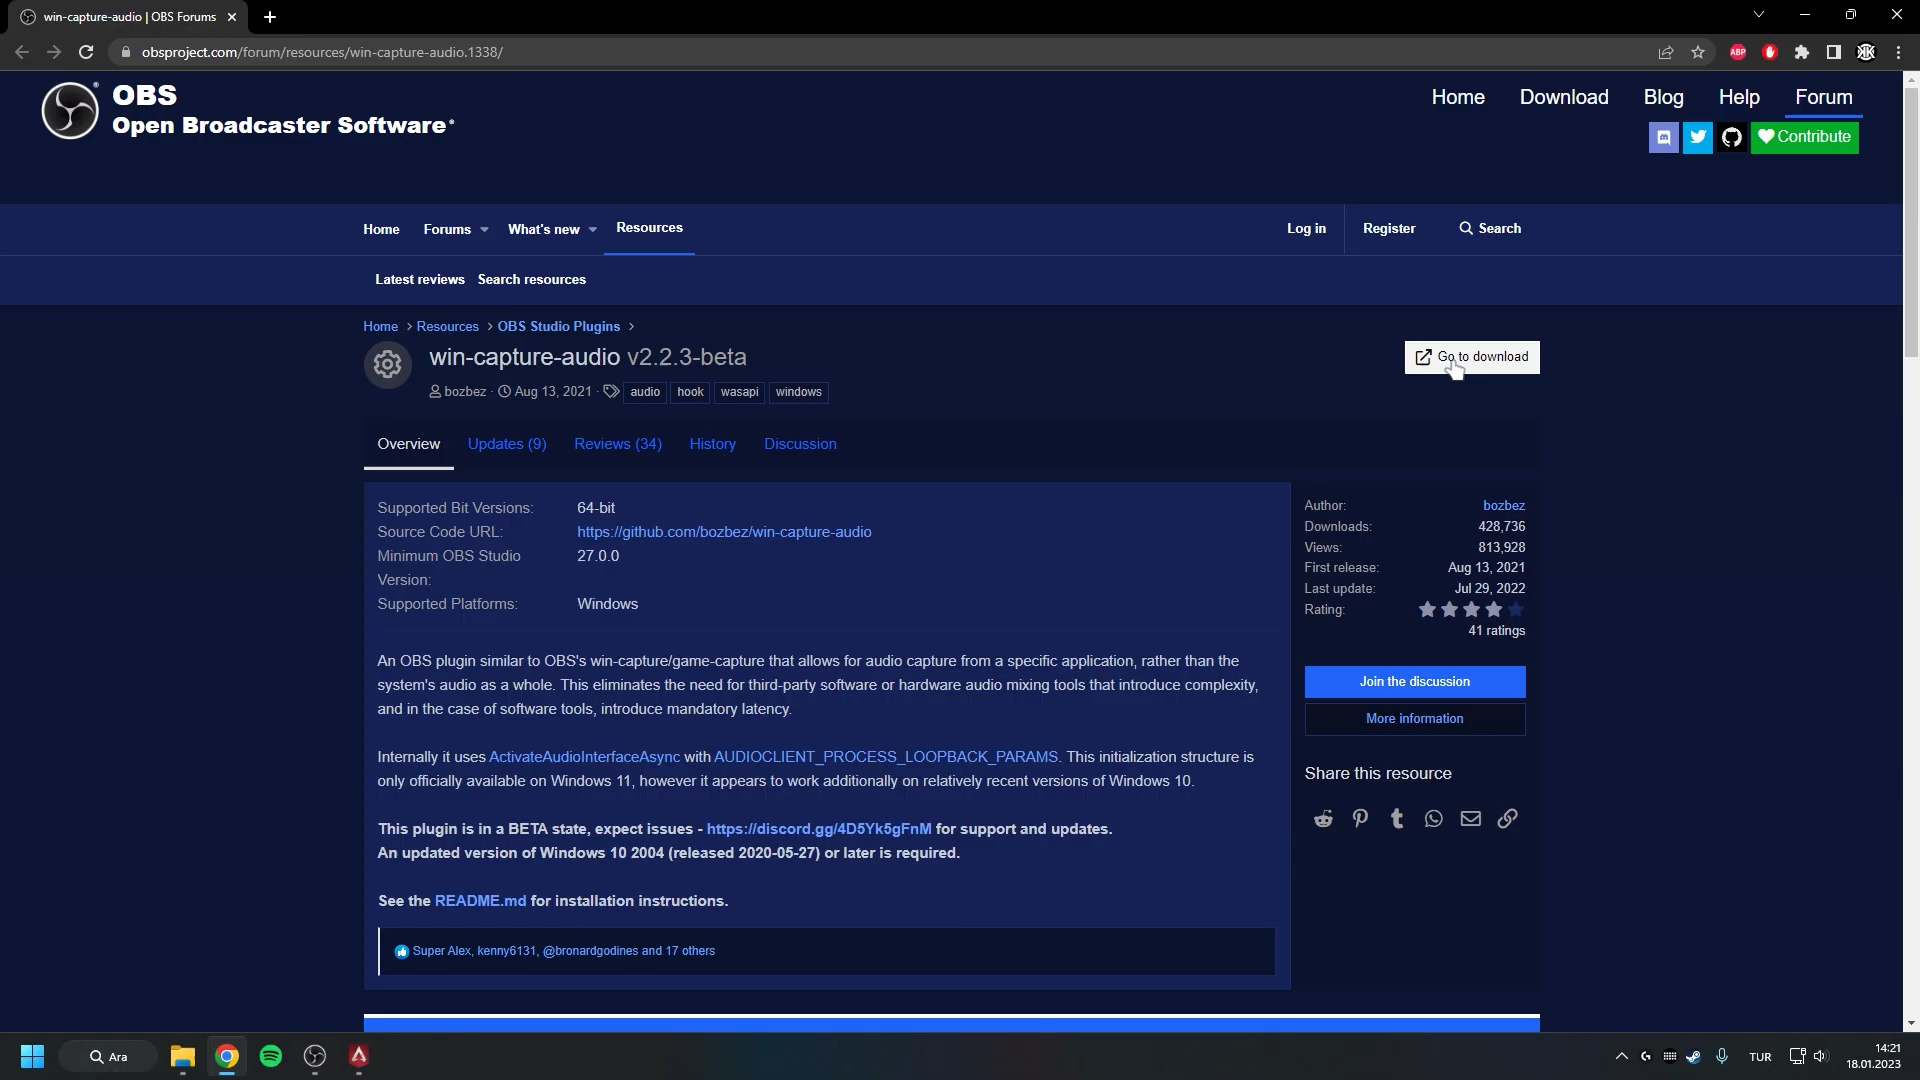 win-capture-audio | OBS Forums
obsproject.com/forum/resources/win-capture-audio.1338/
ABP
OBS
Open Broadcaster Software
Home Download Blog Help Forum
Contribute
Home Forums What's new Resources Log in Register Search
Latest reviews Search resources
Home > Resources > OBS Studio Plugins >
win-capture-audio v2.2.3-beta
Go to download
bozbez · Aug 13, 2021 · audio hook wasapi windows
Overview Updates (9) Reviews (34) History Discussion
Supported Bit Versions: 64-bit
Source Code URL: https://github.com/bozbez/win-capture-audio
Minimum OBS Studio 27.0.0
Version:
Supported Platforms: Windows
An OBS plugin similar to OBS's win-capture/game-capture that allows for audio capture from a specific application, rather than the
system's audio as a whole. This eliminates the need for third-party software or hardware audio mixing tools that introduce complexity,
and in the case of software tools, introduce mandatory latency.
Internally it uses ActivateAudioInterfaceAsync with AUDIOCLIENT_PROCESS_LOOPBACK_PARAMS. This initialization structure is
only officially available on Windows 11, however it appears to work additionally on relatively recent versions of Windows 10.
This plugin is in a BETA state, expect issues - https://discord.gg/4D5Yk5gFnM for support and updates.
An updated version of Windows 10 2004 (released 2020-05-27) or later is required.
See the README.md for installation instructions.
Super Alex, kenny6131, @bronardgodines and 17 others
Author: bozbez
Downloads: 428,736
Views: 813,928
First release: Aug 13, 2021
Last update: Jul 29, 2022
Rating:
41 ratings
Join the discussion
More information
Share this resource
Ara
TUR
14:21
18.01.2023